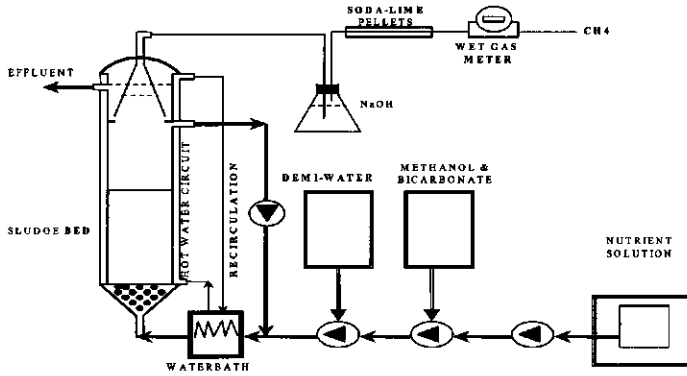 SODA-LIME
PELLETS
WET GAS
METER
CH4
EFFLUENT
NaOH
HOT WATER CIRCUIT
RECIRCULATION
DEMI-WATER
METHANOL &
BICARBONATE
SLUDGE BED
NUTRIENT
SOLUTION
WATERBATH